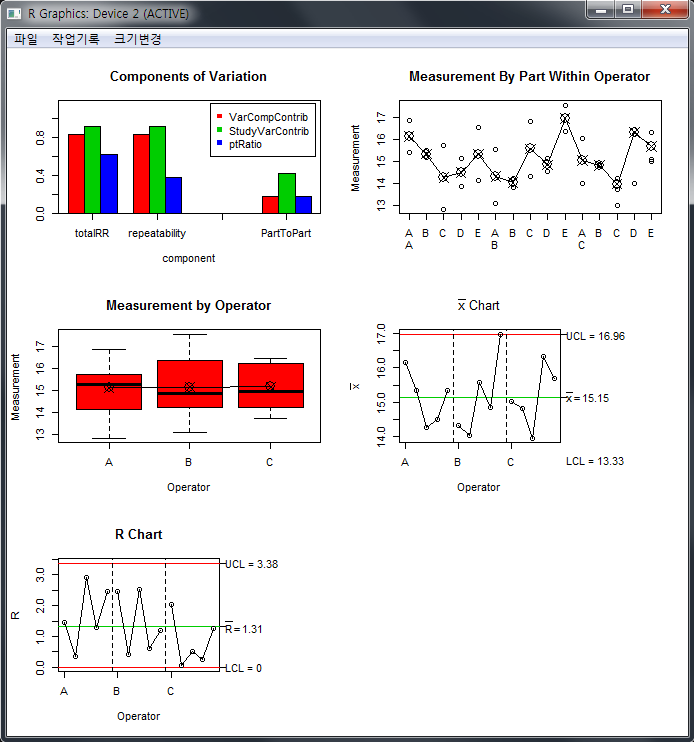 R Graphics: Device 2 (ACTIVE)
파일 작업기록 크기변경
Components of Variation
VarCompContrib
StudyVarContrib
ptRatio
0.0 0.4 0.8
totalRR repeatability PartToPart
component
Measurement By Part Within Operator
Measurement
13 14 15 16 17
A B C D E A B C D E A B C D E
A B C
Measurement by Operator
Measurement
13 14 15 16 17
A B C
Operator
x̅ Chart
x̅
14.0 15.0 16.0 17.0
UCL = 16.96
x̅ = 15.15
LCL = 13.33
A B C
Operator
R Chart
R
0.0 1.0 2.0 3.0
UCL = 3.38
R̅ = 1.31
LCL = 0
A B C
Operator